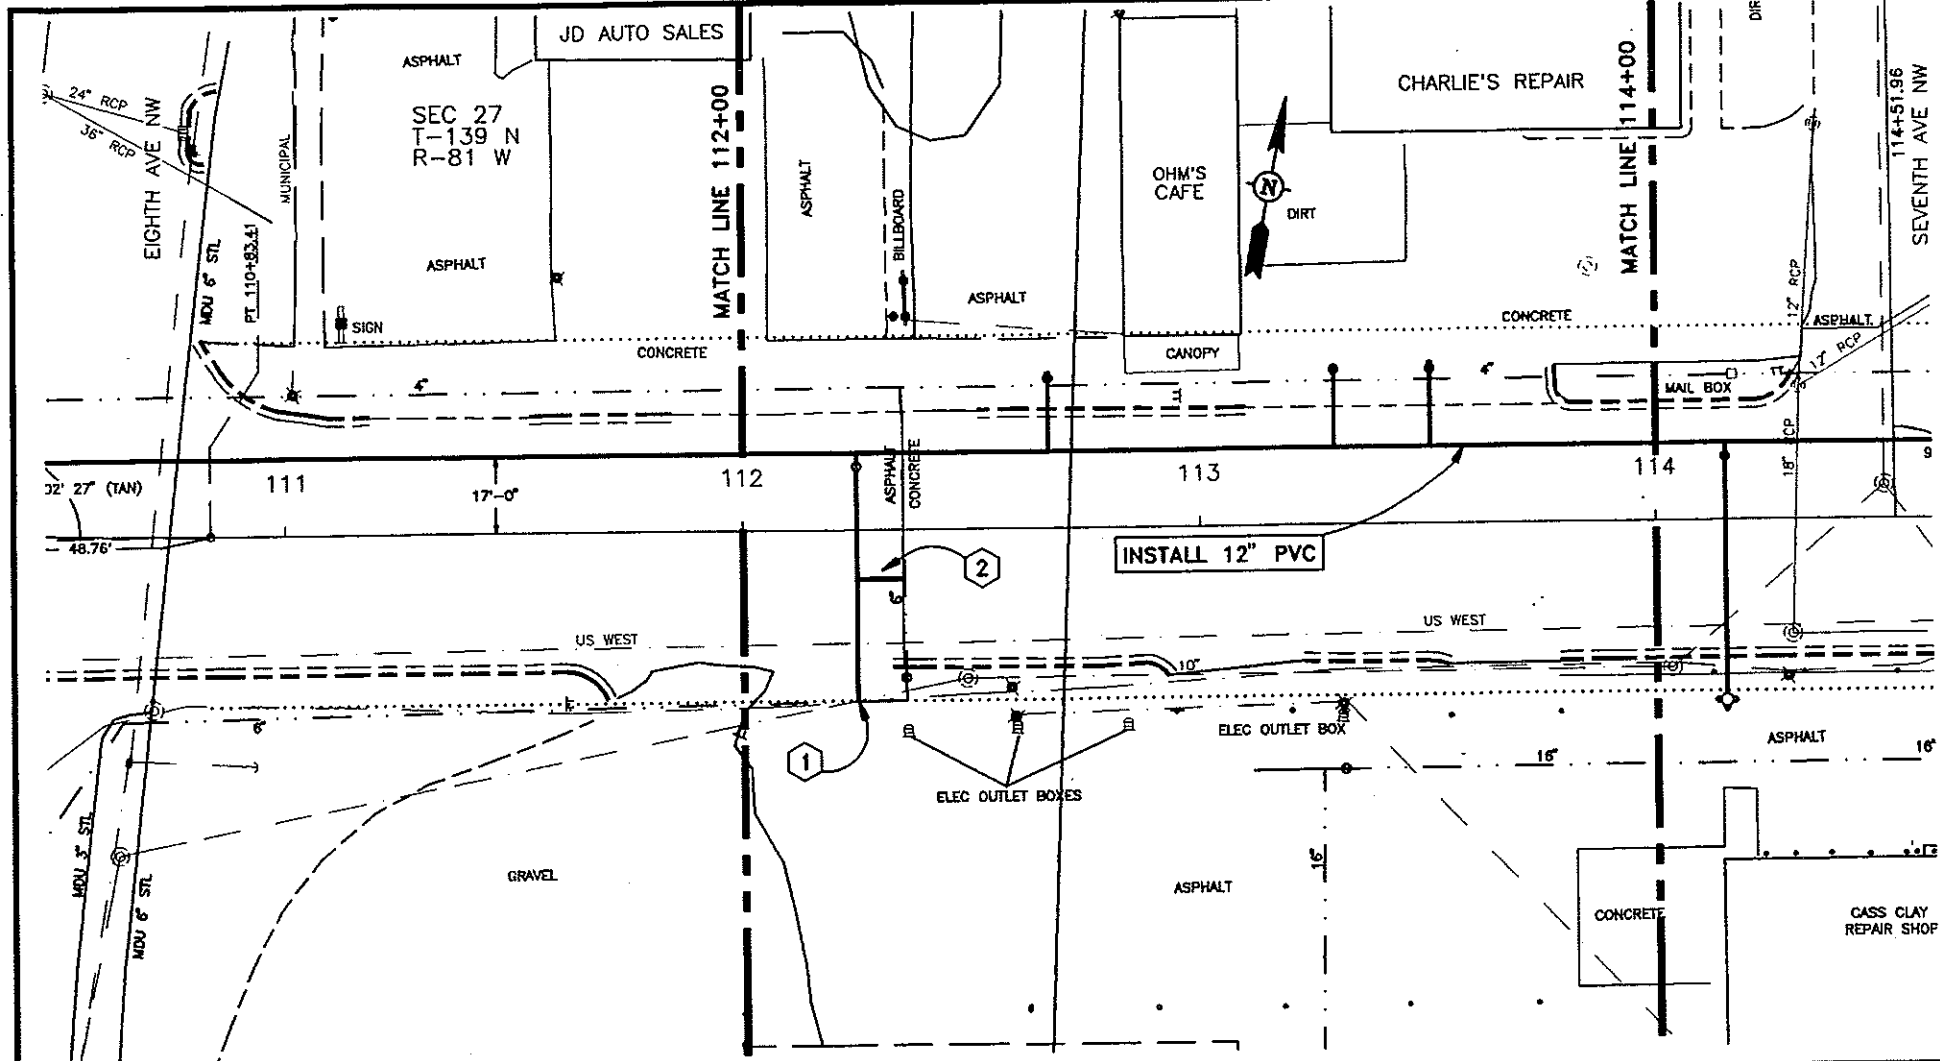 JD AUTO SALES
ASPHALT
SEC 27
T-139 N
R-81 W
ASPHALT
MUNICIPAL
24" RCP
36" RCP
EIGHTH AVE NW
MDU 6" STL
PT 110+83.41
SIGN
CONCRETE
MATCH LINE 112+00
ASPHALT
BILLBOARD
ASPHALT
OHM'S
CAFE
CANOPY
N
DIRT
CHARLIE'S REPAIR
CONCRETE
MATCH LINE 114+00
114+51.96
SEVENTH AVE NW
12" RCP
ASPHALT
12" RCP
MAIL BOX
18" RCP
4"
4"
ASPHALT
CONCRETE
111
112
113
114
9
02' 27" (TAN)
48.76'
17'-0"
INSTALL 12" PVC
2
6"
US WEST
US WEST
10"
6"
1
ELEC OUTLET BOXES
ELEC OUTLET BOX
ASPHALT
16"
16"
16"
MDU 3" STL
MDU 6" STL
GRAVEL
ASPHALT
CONCRETE
CASS CLAY
REPAIR SHOP